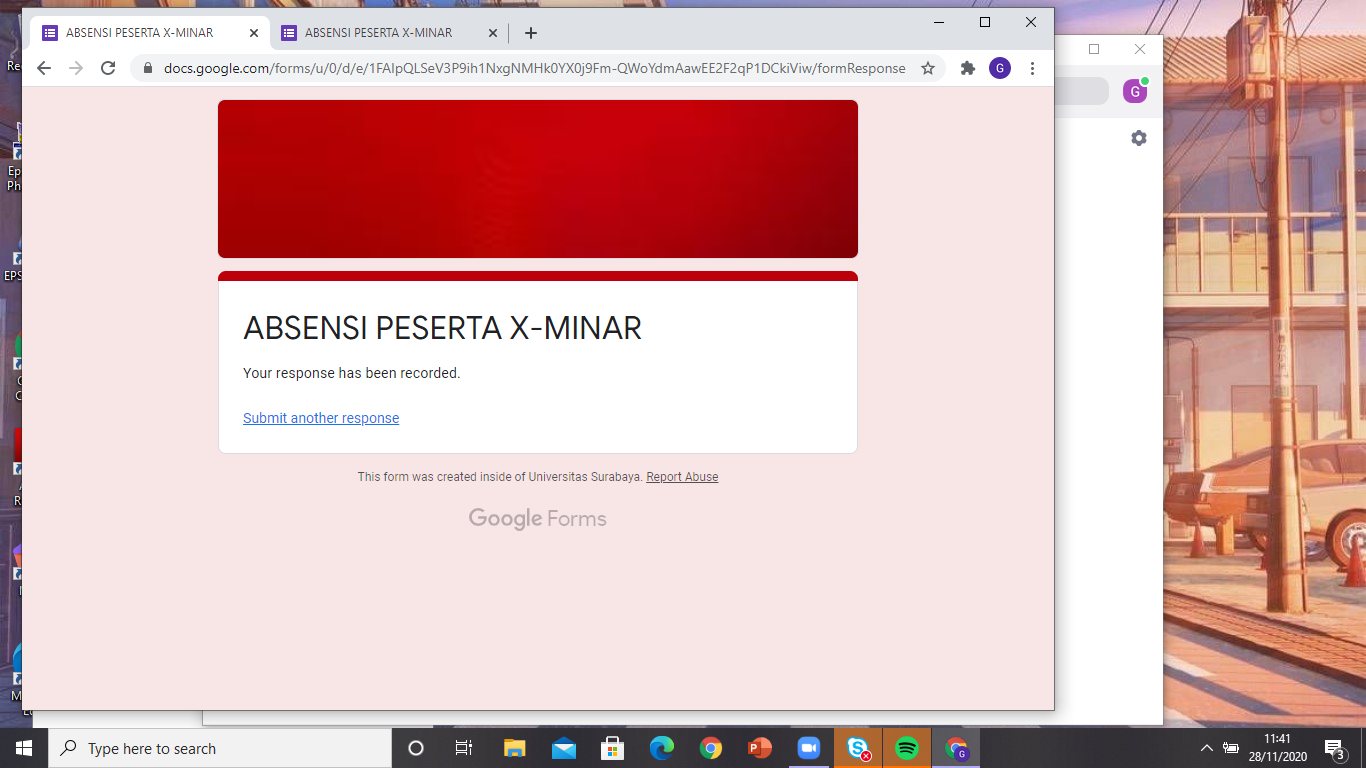 ABSENSI PESERTA X-MINAR
ABSENSI PESERTA X-MINAR
docs.google.com/forms/u/0/d/e/1FAIpQLSeV3P9ih1NxgNMHk0YX0j9Fm-QWoYdmAawEE2F2qP1DCkiViw/formResponse
G
G
ABSENSI PESERTA X-MINAR
Your response has been recorded.
Submit another response
This form was created inside of Universitas Surabaya. Report Abuse
Google Forms
Type here to search
11:41
28/11/2020
3